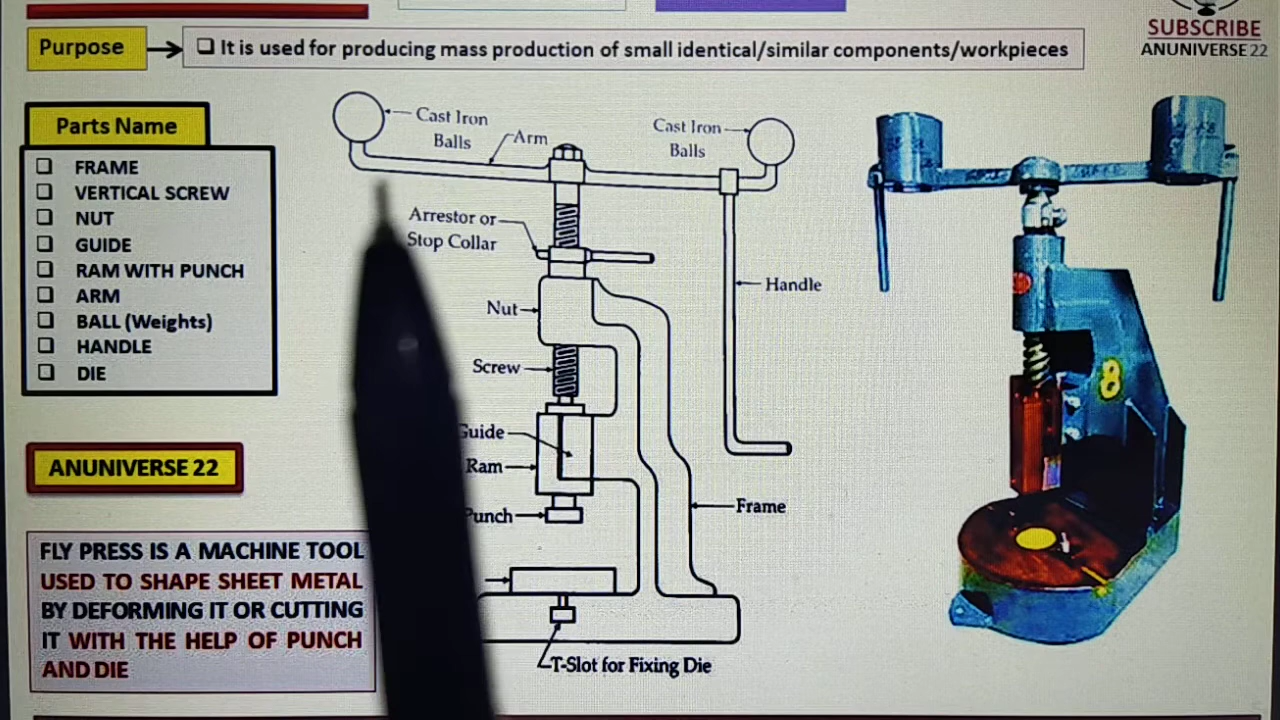 SUBSCRIBE
ANUNIVERSE 22
Purpose
It is used for producing mass production of small identical/similar components/workpieces
Parts Name
FRAME
VERTICAL SCREW
NUT
GUIDE
RAM WITH PUNCH
ARM
BALL (Weights)
HANDLE
DIE
ANUNIVERSE 22
FLY PRESS IS A MACHINE TOOL
USED TO SHAPE SHEET METAL
BY DEFORMING IT OR CUTTING
IT WITH THE HELP OF PUNCH
AND DIE
Cast Iron
Balls
Arm
Cast Iron
Balls
Arrestor or
Stop Collar
Handle
Nut
Screw
Guide
Ram
Punch
Frame
T-Slot for Fixing Die
8